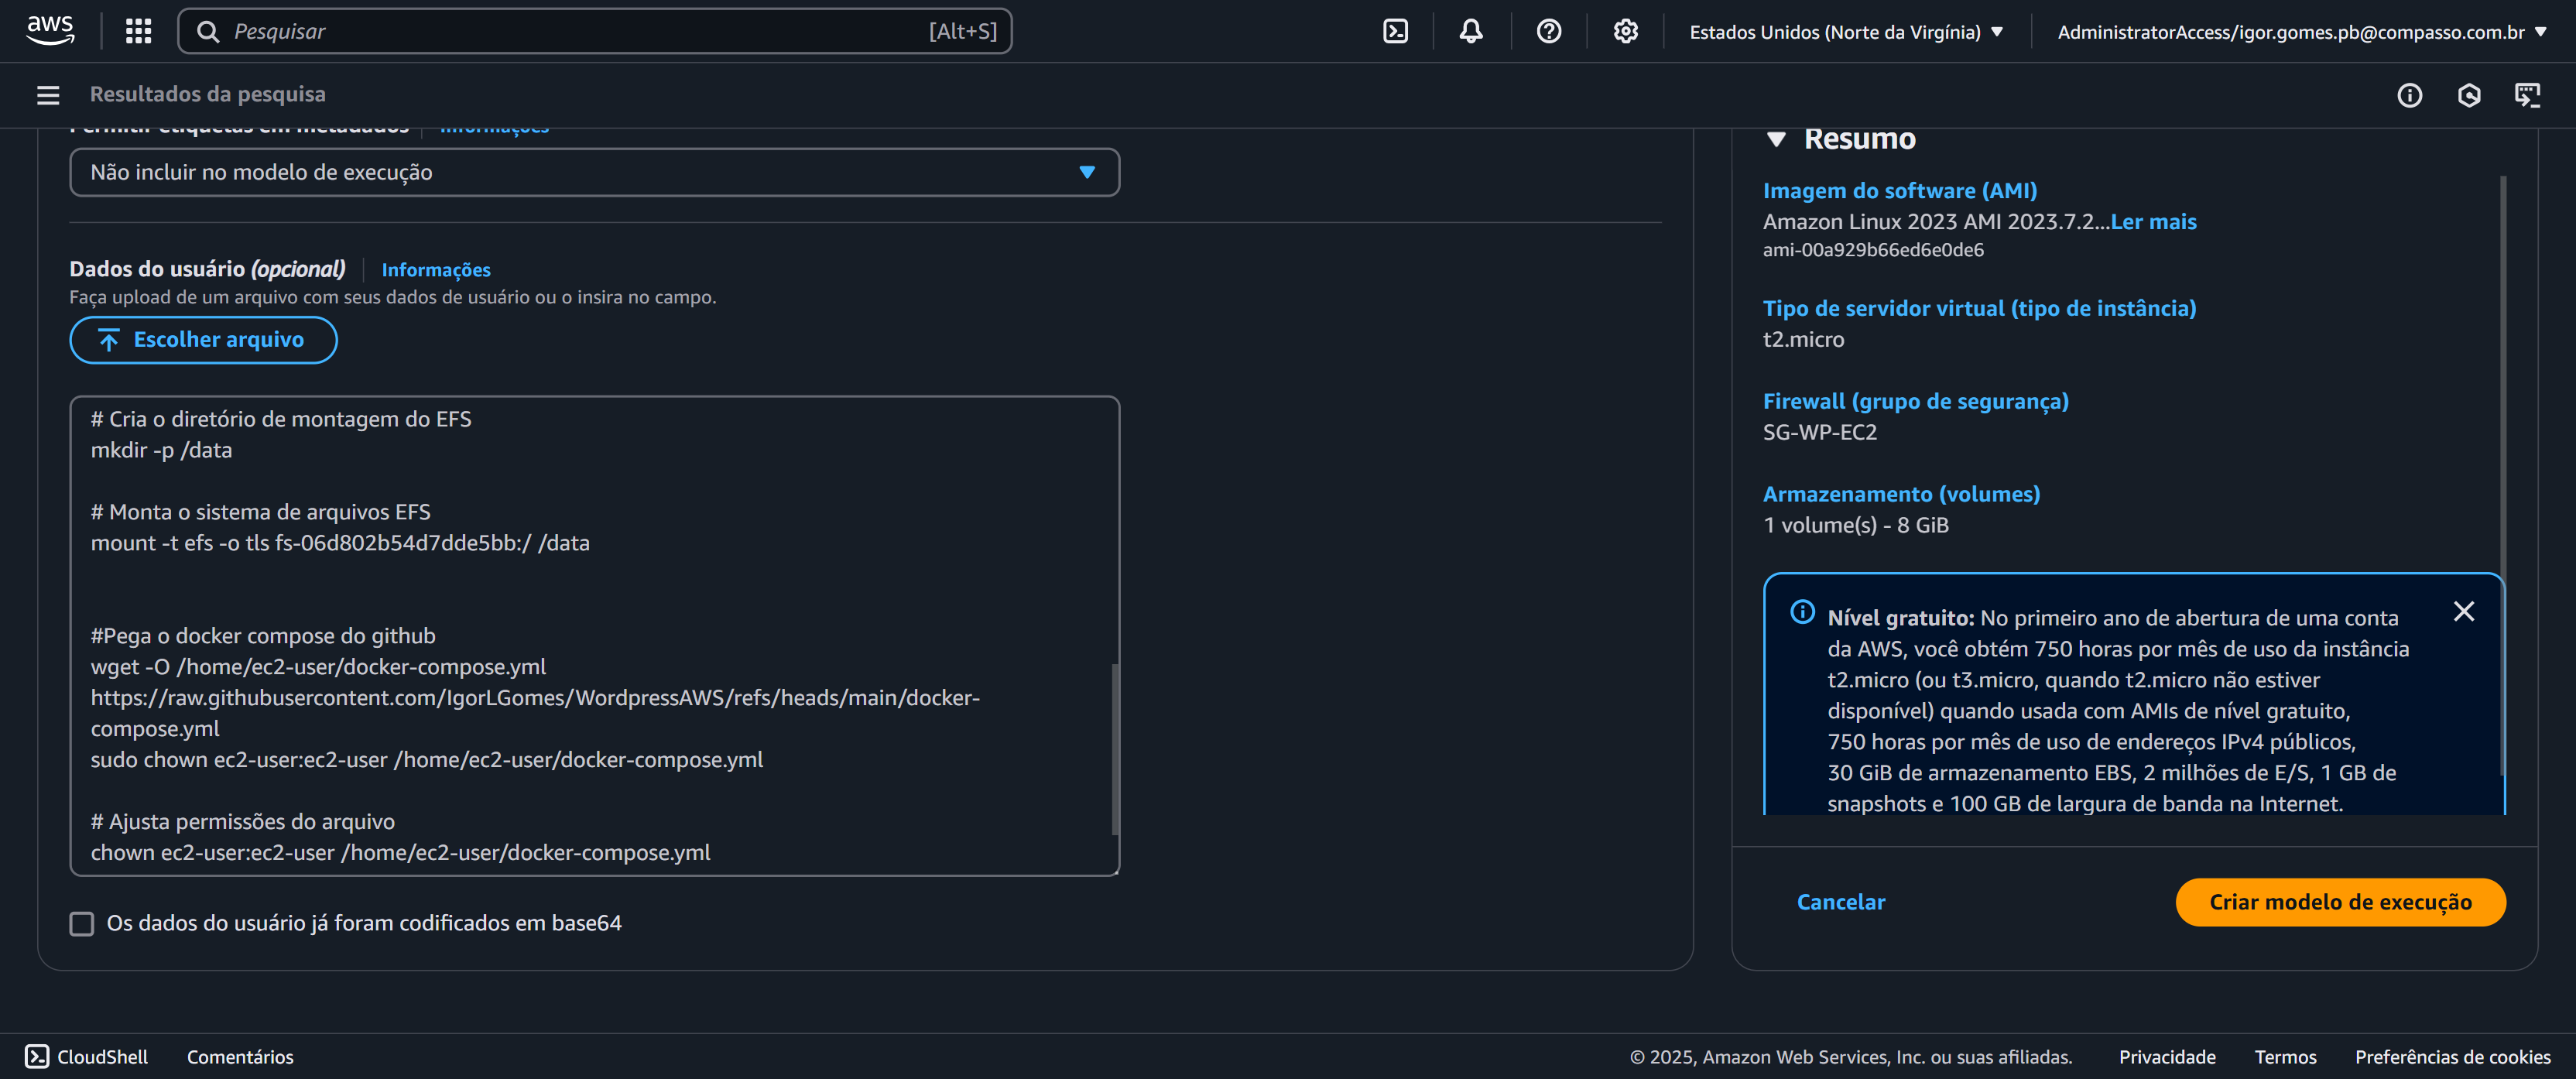 aws
Pesquisar
[Alt+S]
Estados Unidos (Norte da Virgínia)
AdministratorAccess/igor.gomes.pb@compasso.com.br
Resultados da pesquisa
Permitir etiquetas em metadados
Informações
Não incluir no modelo de execução
Dados do usuário (opcional)
Informações
Faça upload de um arquivo com seus dados de usuário ou o insira no campo.
Escolher arquivo
# Cria o diretório de montagem do EFS
mkdir -p /data
# Monta o sistema de arquivos EFS
mount -t efs -o tls fs-06d802b54d7dde5bb:/ /data
#Pega o docker compose do github
wget -O /home/ec2-user/docker-compose.yml
https://raw.githubusercontent.com/IgorLGomes/WordpressAWS/refs/heads/main/docker-
compose.yml
sudo chown ec2-user:ec2-user /home/ec2-user/docker-compose.yml
# Ajusta permissões do arquivo
chown ec2-user:ec2-user /home/ec2-user/docker-compose.yml
Os dados do usuário já foram codificados em base64
Resumo
Imagem do software (AMI)
Amazon Linux 2023 AMI 2023.7.2...Ler mais
ami-00a929b66ed6e0de6
Tipo de servidor virtual (tipo de instância)
t2.micro
Firewall (grupo de segurança)
SG-WP-EC2
Armazenamento (volumes)
1 volume(s) - 8 GiB
Nível gratuito: No primeiro ano de abertura de uma conta
da AWS, você obtém 750 horas por mês de uso da instância
t2.micro (ou t3.micro, quando t2.micro não estiver
disponível) quando usada com AMIs de nível gratuito,
750 horas por mês de uso de endereços IPv4 públicos,
30 GiB de armazenamento EBS, 2 milhões de E/S, 1 GB de
snapshots e 100 GB de largura de banda na Internet.
Cancelar
Criar modelo de execução
CloudShell
Comentários
© 2025, Amazon Web Services, Inc. ou suas afiliadas.
Privacidade
Termos
Preferências de cookies